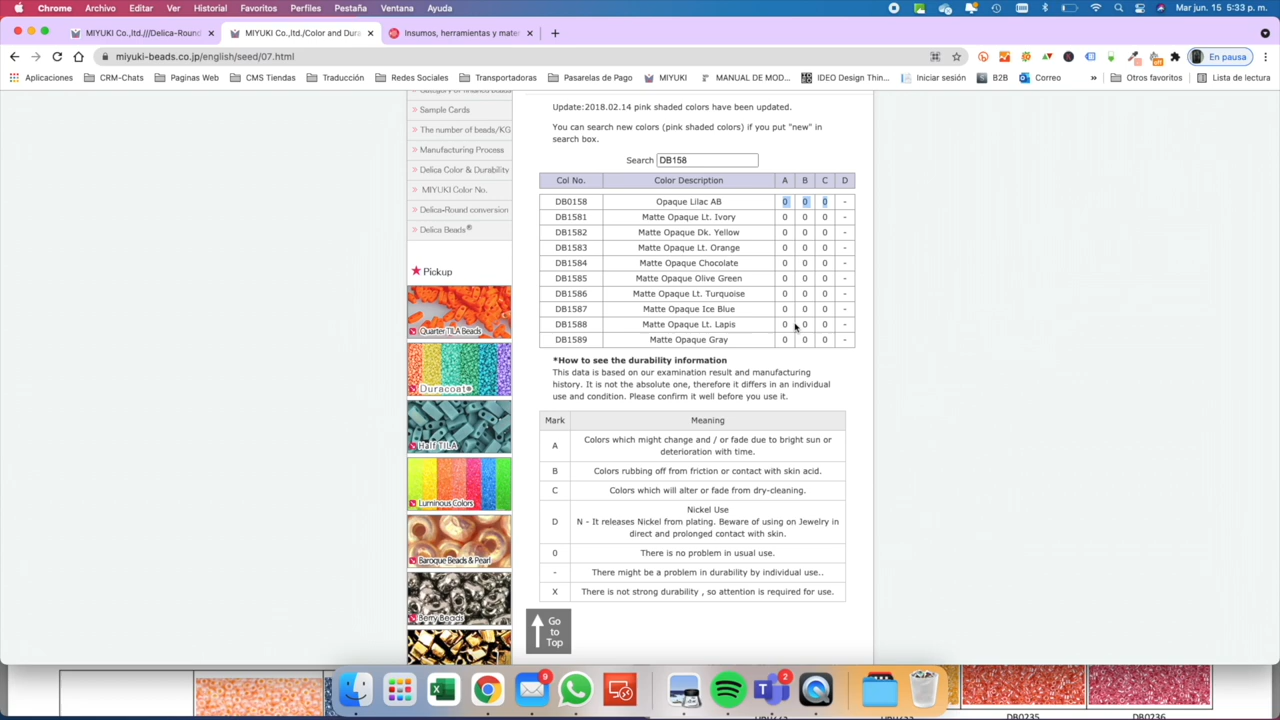 Chrome Archivo Editar Ver Historial Favoritos Perfiles Pestaña Ventana Ayuda Mar jun. 15 5:33 p. m.
MIYUKI Co.,ltd.///Delica-Round × MIYUKI Co.,ltd./Color and Dura × Insumos, herramientas y mate × +
miyuki-beads.co.jp/english/seed/07.html En pausa
Aplicaciones CRM-Chats Paginas Web CMS Tiendas Traducción Redes Sociales Transportadoras Pasarelas de Pago MIYUKI MANUAL DE MOD... IDEO Design Thin... Iniciar sesión B2B Correo » Otros favoritos Lista de lectura
Sample Cards
The number of beads/KG
Manufacturing Process
Delica Color & Durability
MIYUKI Color No.
Delica-Round conversion
Delica Beads®
Pickup
Quarter TILA Beads
Duracoat®
Half TILA
Luminous Colors
Baroque Beads & Pearl
Berry Beads
Update:2018.02.14 pink shaded colors have been updated.
You can search new colors (pink shaded colors) if you put "new" in
search box.
Search DB158
Col No. Color Description A B C D
DB0158 Opaque Lilac AB 0 0 0 -
DB1581 Matte Opaque Lt. Ivory 0 0 0 -
DB1582 Matte Opaque Dk. Yellow 0 0 0 -
DB1583 Matte Opaque Lt. Orange 0 0 0 -
DB1584 Matte Opaque Chocolate 0 0 0 -
DB1585 Matte Opaque Olive Green 0 0 0 -
DB1586 Matte Opaque Lt. Turquoise 0 0 0 -
DB1587 Matte Opaque Ice Blue 0 0 0 -
DB1588 Matte Opaque Lt. Lapis 0 0 0 -
DB1589 Matte Opaque Gray 0 0 0 -
*How to see the durability information
This data is based on our examination result and manufacturing
history. It is not the absolute one, therefore it differs in an individual
use and condition. Please confirm it well before you use it.
Mark Meaning
A Colors which might change and / or fade due to bright sun or
deterioration with time.
B Colors rubbing off from friction or contact with skin acid.
C Colors which will alter or fade from dry-cleaning.
Nickel Use
D N - It releases Nickel from plating. Beware of using on Jewelry in
direct and prolonged contact with skin.
0 There is no problem in usual use.
- There might be a problem in durability by individual use..
X There is not strong durability , so attention is required for use.
Go
to
Top
9
2
DB0235 DB0236